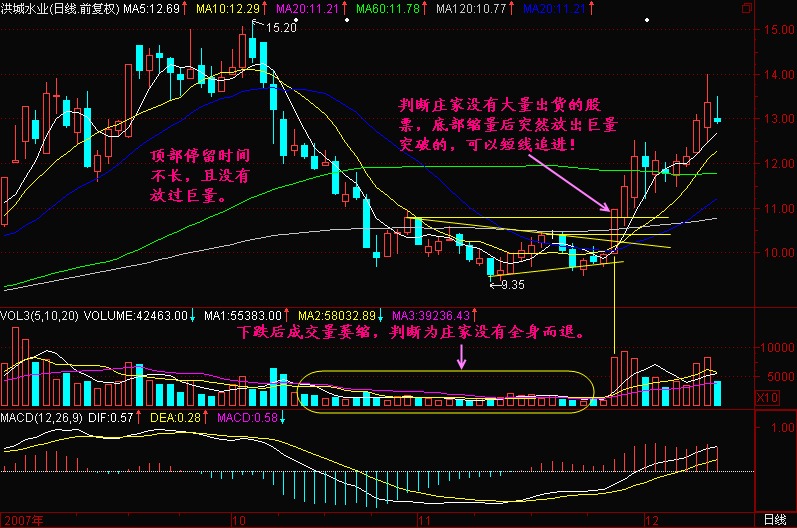 洪城水业(日线.前复权) MA5:12.69↑ MA10:12.29↑ MA20:11.21↑ MA60:11.78↑ MA120:10.77↑ MA20:11.21↑
15.20
15.00
14.00
判断庄家没有大量出货的股
票，底部缩量后突然放出巨量
突破的，可以短线追进！
13.00
顶部停留时间
不长，且没有
放过巨量。
12.00
11.00
10.00
9.35
VOL3(5,10,20) VOLUME:42463.00↓ MA1:55383.00↑ MA2:58032.89↓ MA3:39236.43↑
下跌后成交量萎缩，判断为庄家没有全身而退。
10000
5000
X10
MACD(12,26,9) DIF:0.57↑ DEA:0.28↑ MACD:0.58↓
1.00
0.00
2007年 10 11 12 日线